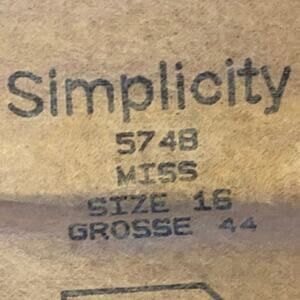 Simplicity
5748
MISS
SIZE 16
GROSSE 44